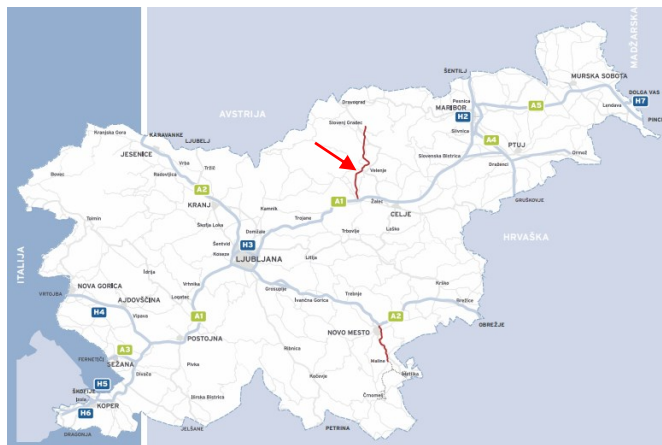 MADŽARSKA
AVSTRIJA
HRVAŠKA
ITALIJA
ŠENTILJ
MURSKA SOBOTA
DOLGA VAS
H7
PINCE
Lendava
A5
Pesnica
MARIBOR
H2
Slivnica
A4
PTUJ
Ormož
Draženci
GRUŠKOVJE
Slovenska Bistrica
Dravograd
Slovenj Gradec
Velenje
Žalec
CELJE
Laško
A1
Trojane
Trbovlje
Kranjska Gora
KARAVANKE
LJUBELJ
JESENICE
Vrba
Tržič
Radovljica
Bovec
A2
KRANJ
Kamnik
Škofja Loka
Domžale
Šentvid
Koseze
H3
LJUBLJANA
Litija
Tolmin
Idrija
Vrhnika
Logatec
Grosuplje
Ivančna Gorica
Trebnje
Krško
Brežice
A2
OBREŽJE
NOVO MESTO
Maline
Metlika
Črnomelj
NOVA GORICA
VRTOJBA
AJDOVŠČINA
H4
Vipava
A1
POSTOJNA
A3
FERNETIČI
SEŽANA
Divača
Pivka
Ribnica
Kočevje
H5
ŠKOFIJE
Izola
KOPER
H6
DRAGONJA
Ilirska Bistrica
JELŠANE
PETRINA